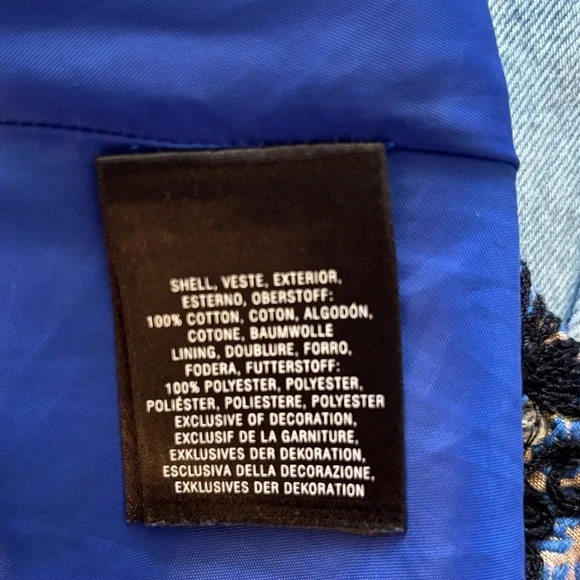 SHELL, VESTE, EXTERIOR,
ESTERNO, OBERSTOFF:
100% COTTON, COTON, ALGODÓN,
COTONE, BAUMWOLLE
LINING, DOUBLURE, FORRO,
FODERA, FUTTERSTOFF:
100% POLYESTER, POLYESTER,
POLIÉSTER, POLIESTERE, POLYESTER
EXCLUSIVE OF DECORATION,
EXCLUSIF DE LA GARNITURE,
EXKLUSIVES DER DEKORATION,
ESCLUSIVA DELLA DECORAZIONE,
EXKLUSIVES DER DEKORATION